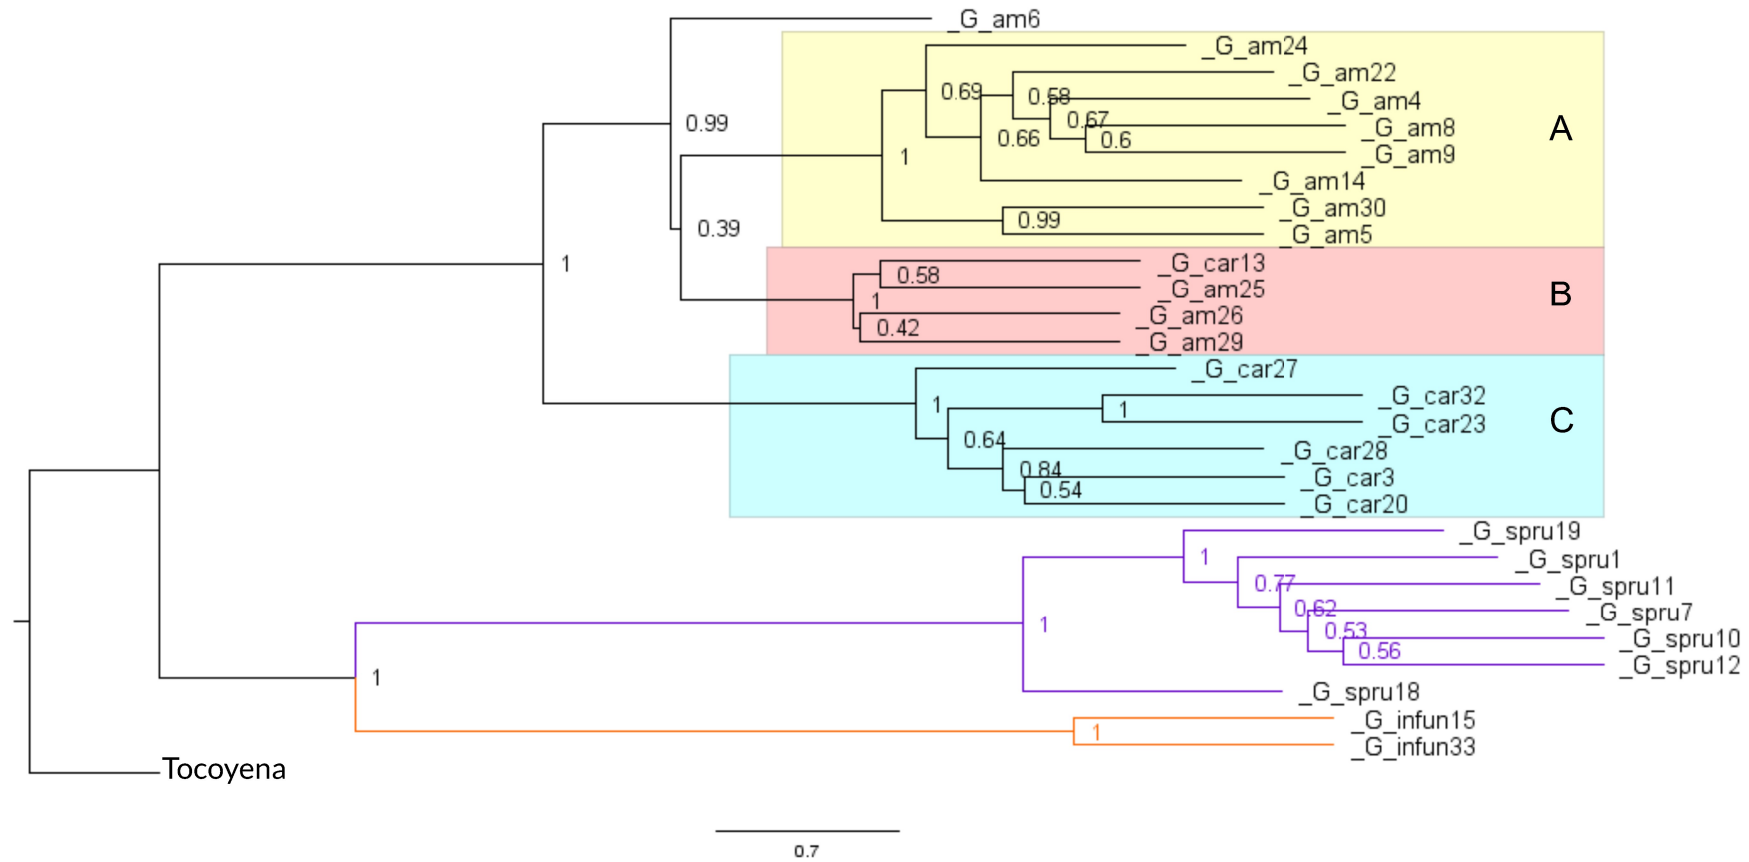 _G_am6
_G_am24
_G_am22
0.69
0.58
_G_am4
0.67
0.99
_G_am8
A
0.66
0.6
_G_am9
1
_G_am14
_G_am30
0.99
0.39
_G_am5
1
_G_car13
0.58
_G_am25
B
1
_G_am26
0.42
_G_am29
_G_car27
_G_car32
1
1
_G_car23
C
0.64
_G_car28
0.84
_G_car3
0.54
_G_car20
_G_spru19
1
_G_spru1
0.77
_G_spru11
0.62
_G_spru7
1
0.53
_G_spru10
0.56
_G_spru12
1
_G_spru18
_G_infun15
1
_G_infun33
Tocoyena
0.7